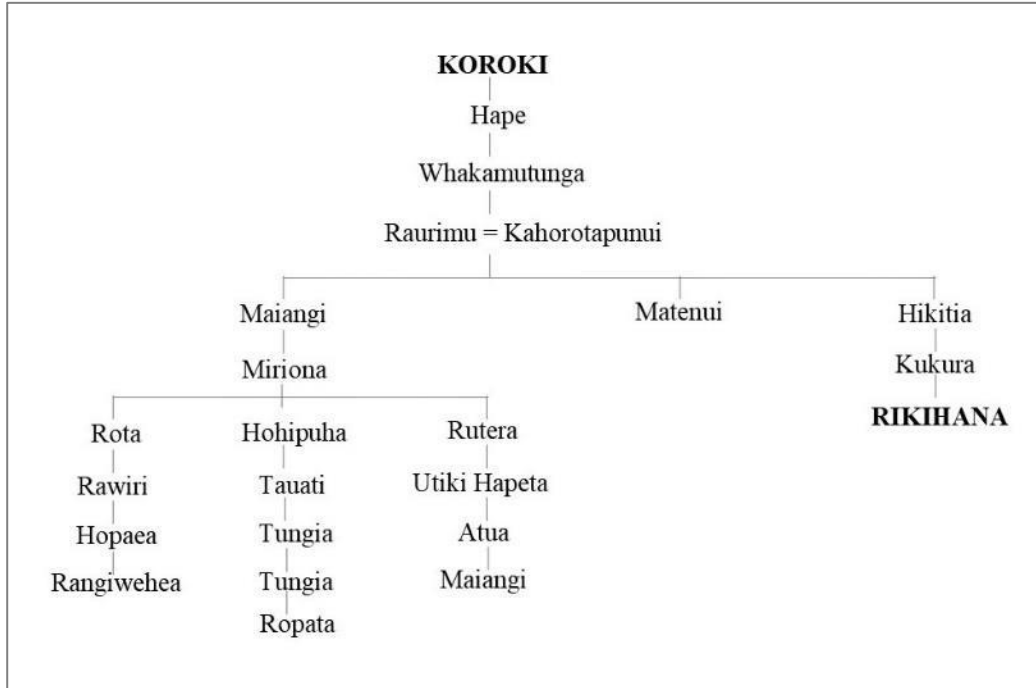 KOROKI
Hape
Whakamutunga
Raurimu = Kahorotapunui
Maiangi Matenui Hikitia
Miriona Kukura
RIKIHANA
Rota Hohipuha Rutera
Rawiri Tauati Utiki Hapeta
Hopaea Tungia Atua
Rangiwehea Tungia Maiangi
Ropata